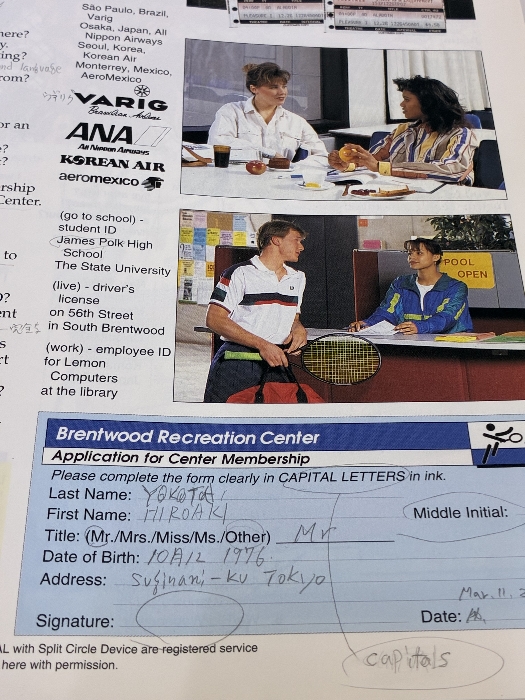 São Paulo, Brazil,
Varig
Osaka, Japan, All
Nippon Airways
Seoul, Korea,
Korean Air
Monterrey, Mexico,
AeroMexico
VARIG
Brazilian Airlines
ANA
All Nippon Airways
KOREAN AIR
aeromexico
(go to school) -
student ID
James Polk High
School
The State University
(live) - driver's
license
on 56th Street
in South Brentwood
(work) - employee ID
for Lemon
Computers
at the library
here?
y.
ing?
nd language
rom?
or an
?
?
rship
Center.
to
?
ent
s
rt
?
POOL
OPEN
Brentwood Recreation Center
Application for Center Membership
Please complete the form clearly in CAPITAL LETTERS in ink.
Last Name: YOKOTA
First Name: HIROAKI
Middle Initial:
Title: (Mr./Mrs./Miss/Ms./Other) Mr
Date of Birth: 1976
Address: Suginani-ku Tokyo
Mar. 11. 2
Signature:
Date:
AL with Split Circle Device are registered service
here with permission.
capitals